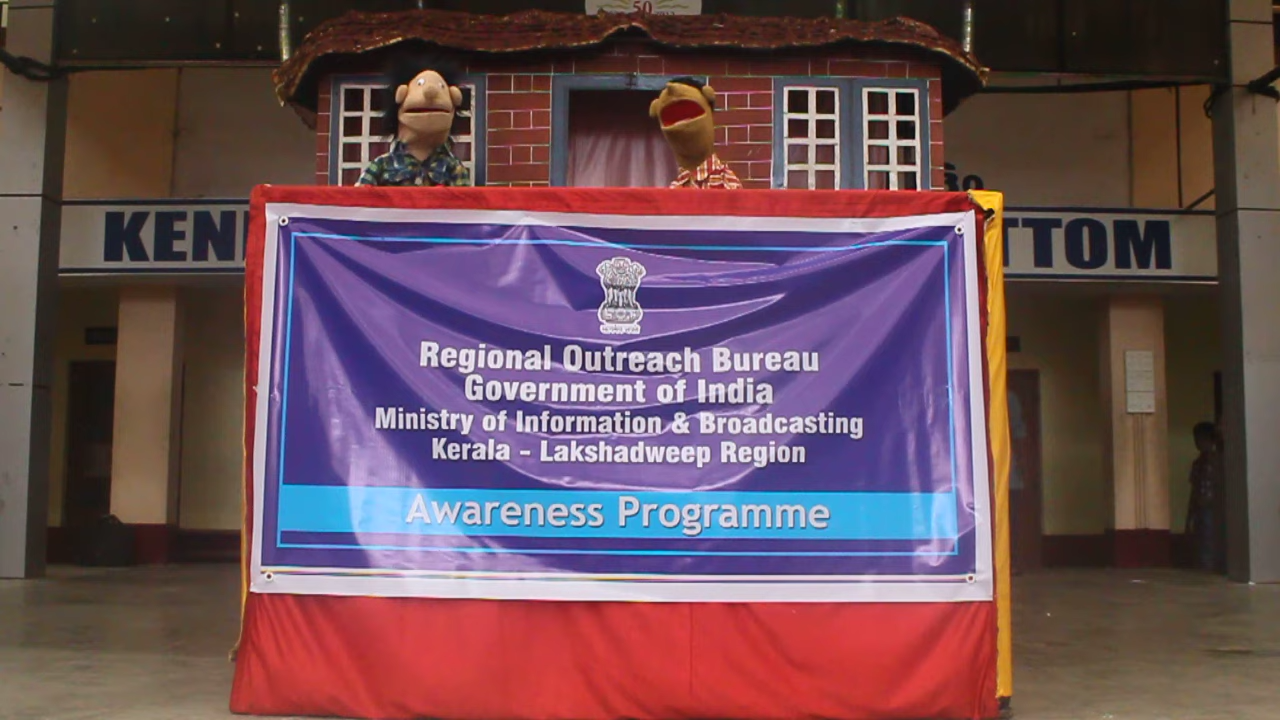 50
KEN
TTOM
Regional Outreach Bureau
Government of India
Ministry of Information & Broadcasting
Kerala - Lakshadweep Region
Awareness Programme